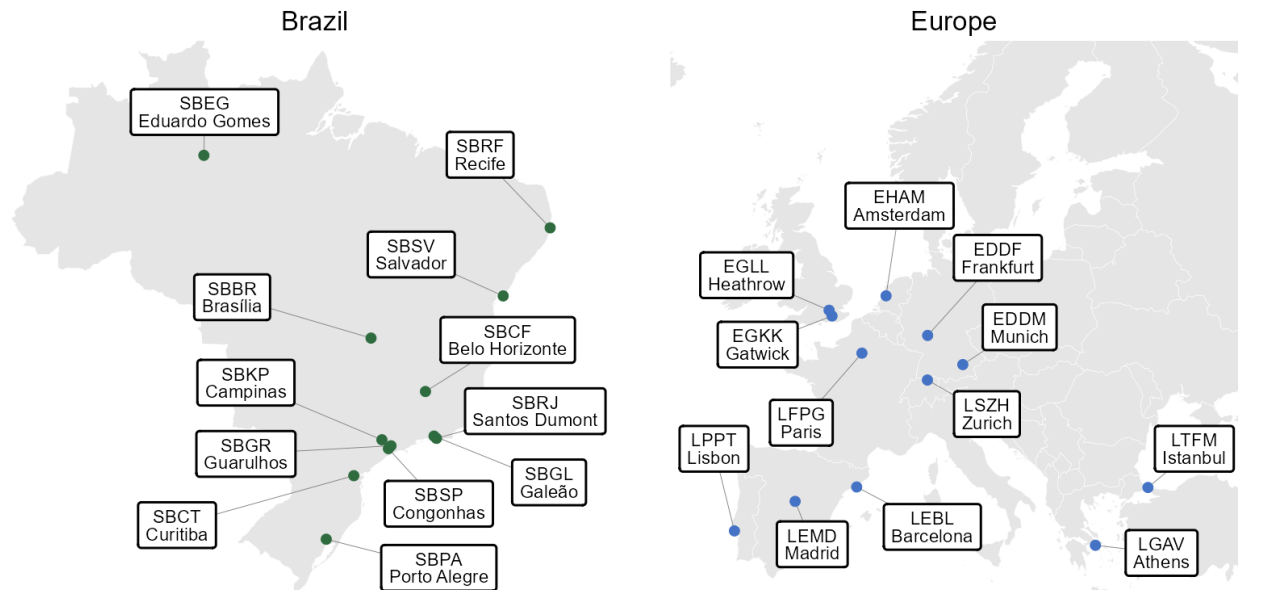 Brazil
SBEG
Eduardo Gomes
SBRF
Recife
SBSV
Salvador
SBBR
Brasília
SBCF
Belo Horizonte
SBKP
Campinas
SBRJ
Santos Dumont
SBGR
Guarulhos
SBGL
Galeão
SBSP
Congonhas
SBCT
Curitiba
SBPA
Porto Alegre
Europe
EHAM
Amsterdam
EDDF
Frankfurt
EGLL
Heathrow
EDDM
Munich
EGKK
Gatwick
LSZH
Zurich
LFPG
Paris
LPPT
Lisbon
LTFM
Istanbul
LEBL
Barcelona
LEMD
Madrid
LGAV
Athens